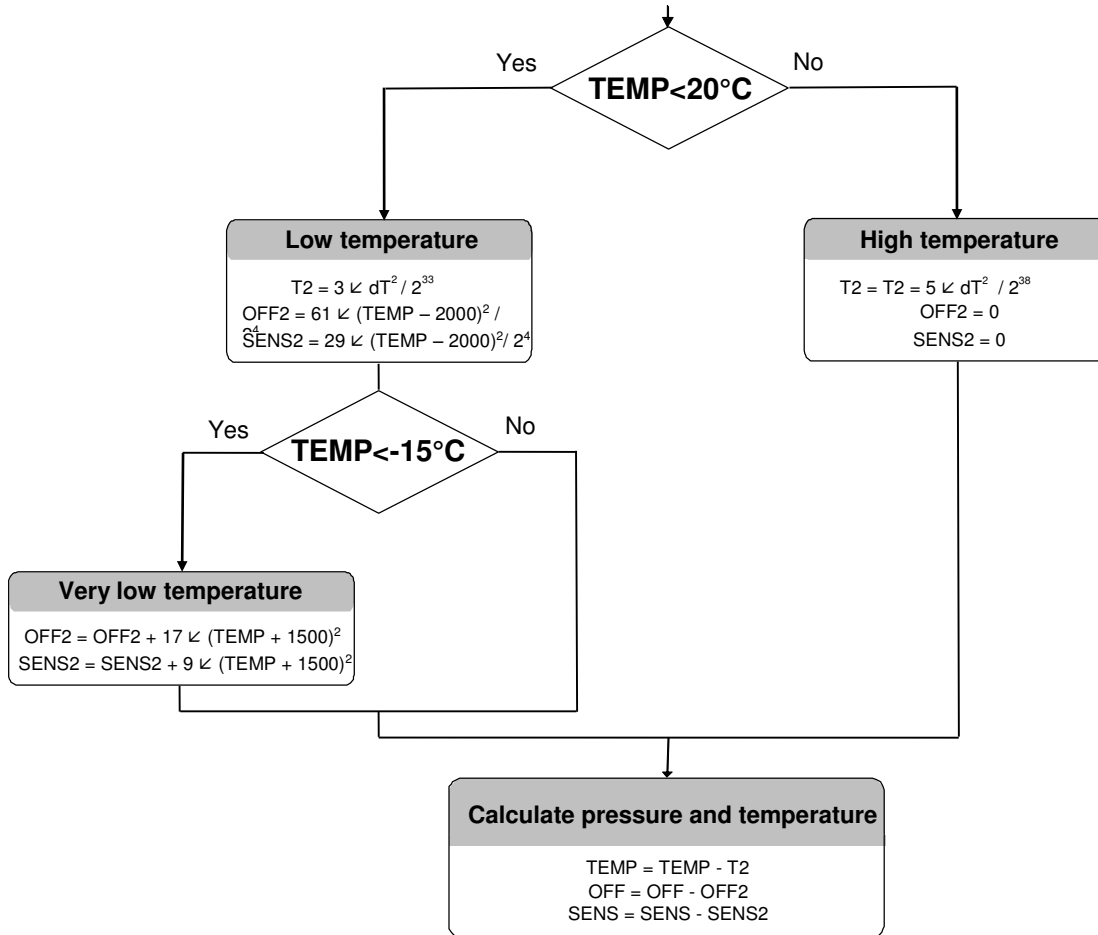 Yes
No
TEMP<20°C
Low temperature
T2 = 3 ↙ dT² / 2³³
OFF2 = 61 ↙ (TEMP – 2000)² /
2⁴
SENS2 = 29 ↙ (TEMP – 2000)²/ 2⁴
High temperature
T2 = T2 = 5 ↙ dT² / 2³⁸
OFF2 = 0
SENS2 = 0
Yes
No
TEMP<-15°C
Very low temperature
OFF2 = OFF2 + 17 ↙ (TEMP + 1500)²
SENS2 = SENS2 + 9 ↙ (TEMP + 1500)²
Calculate pressure and temperature
TEMP = TEMP - T2
OFF = OFF - OFF2
SENS = SENS - SENS2